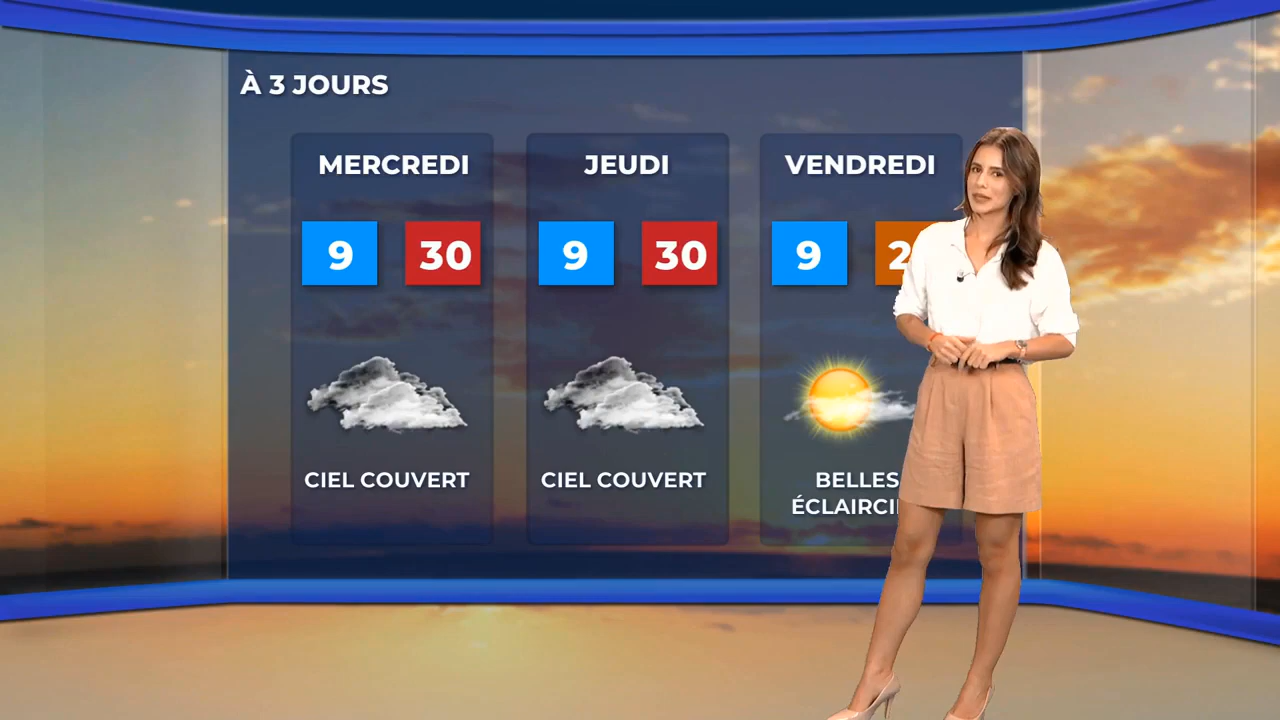 À 3 JOURS
MERCREDI
JEUDI
VENDREDI
9
30
9
30
9
CIEL COUVERT
CIEL COUVERT
BELLES